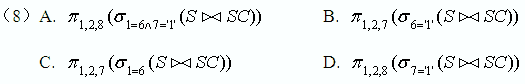 （8）A. π₁,₂,₈(σ₁₌₆∧₇₌'₁'(S⋈SC)) B. π₁,₂,₇(σ₆₌'₁'(S⋈SC))
C. π₁,₂,₇(σ₁₌₆(S⋈SC)) D. π₁,₂,₈(σ₇₌'₁'(S⋈SC))